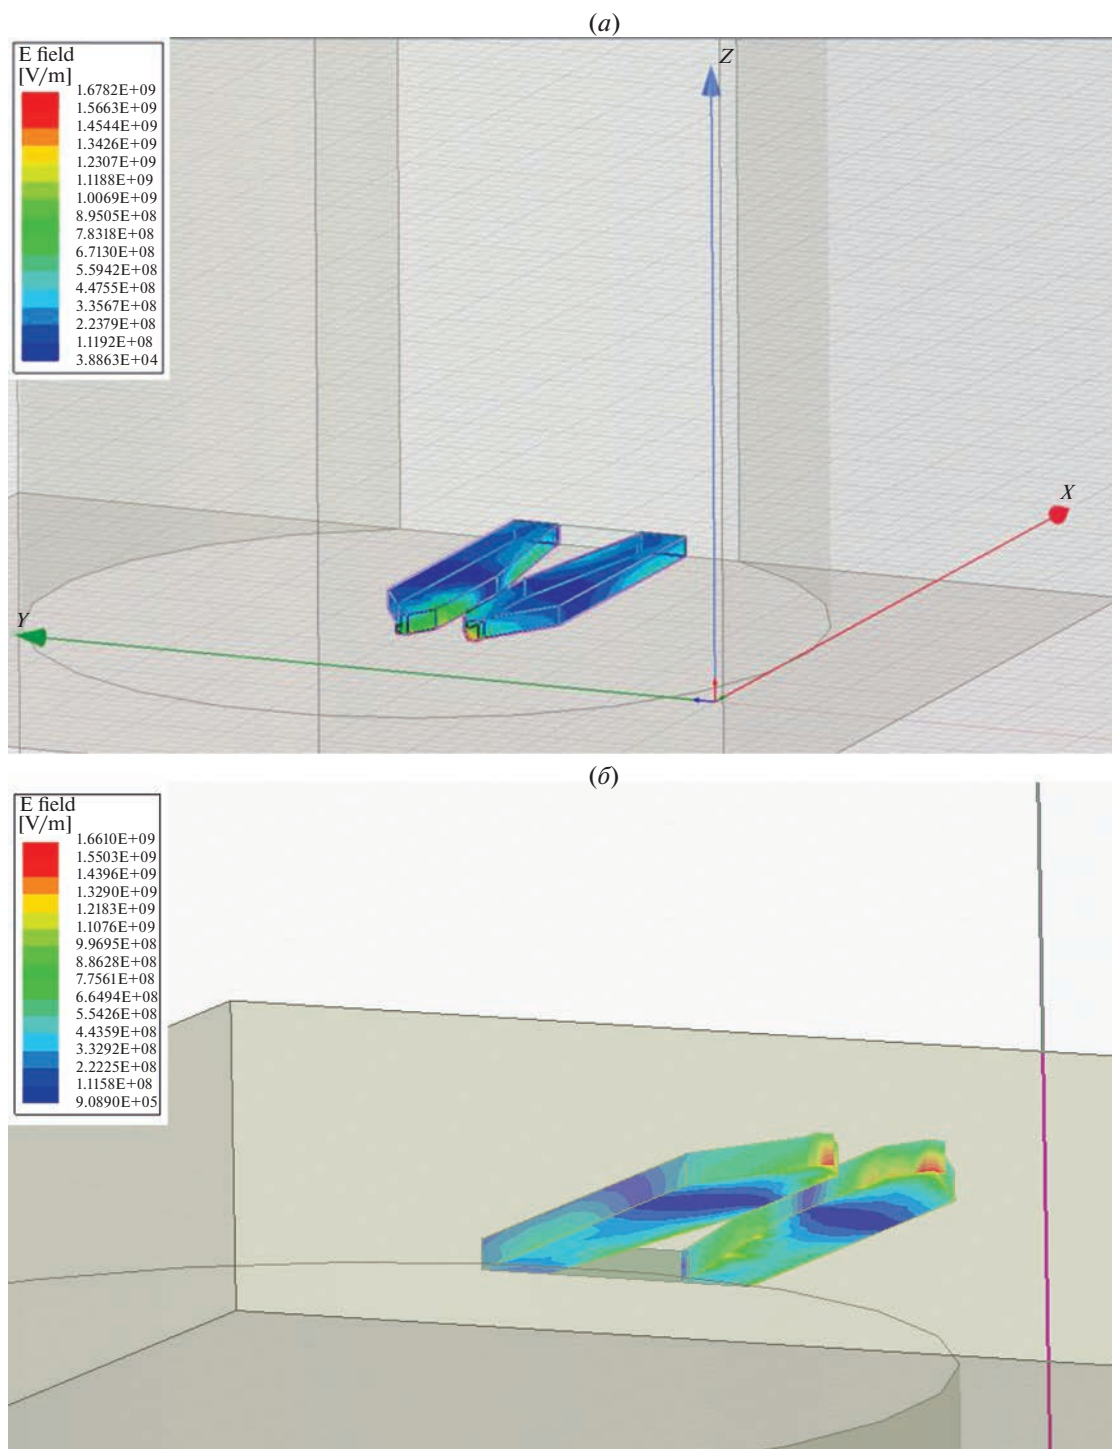 (а)
E field
[V/m]
1.6782E+09
1.5663E+09
1.4544E+09
1.3426E+09
1.2307E+09
1.1188E+09
1.0069E+09
8.9505E+08
7.8318E+08
6.7130E+08
5.5942E+08
4.4755E+08
3.3567E+08
2.2379E+08
1.1192E+08
3.8863E+04
Z
X
Y
(б)
E field
[V/m]
1.6610E+09
1.5503E+09
1.4396E+09
1.3290E+09
1.2183E+09
1.1076E+09
9.9695E+08
8.8628E+08
7.7561E+08
6.6494E+08
5.5426E+08
4.4359E+08
3.3292E+08
2.2225E+08
1.1158E+08
9.0890E+05